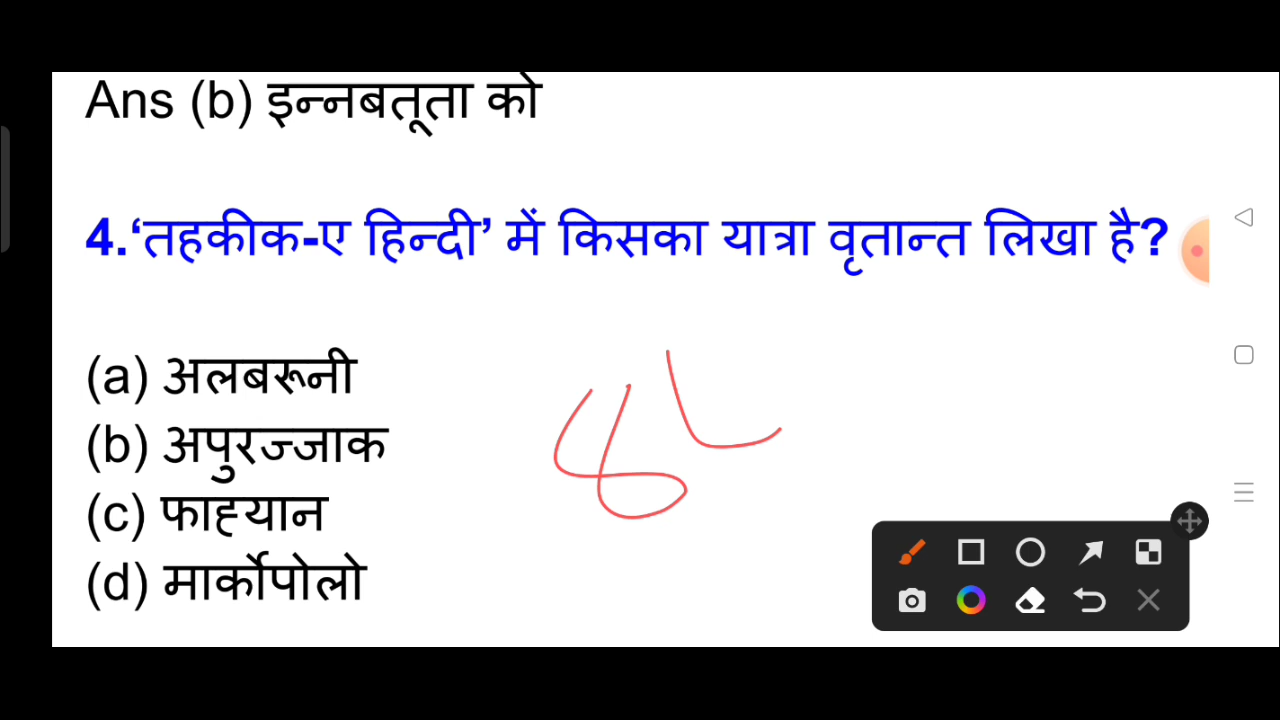 Ans (b) इन्नबतूता को
4.‘तहकीक-ए हिन्दी’ में किसका यात्रा वृतान्त लिखा है?
(a) अलबरूनी
(b) अपुरज्जाक
(c) फाह्यान
(d) मार्कोपोलो